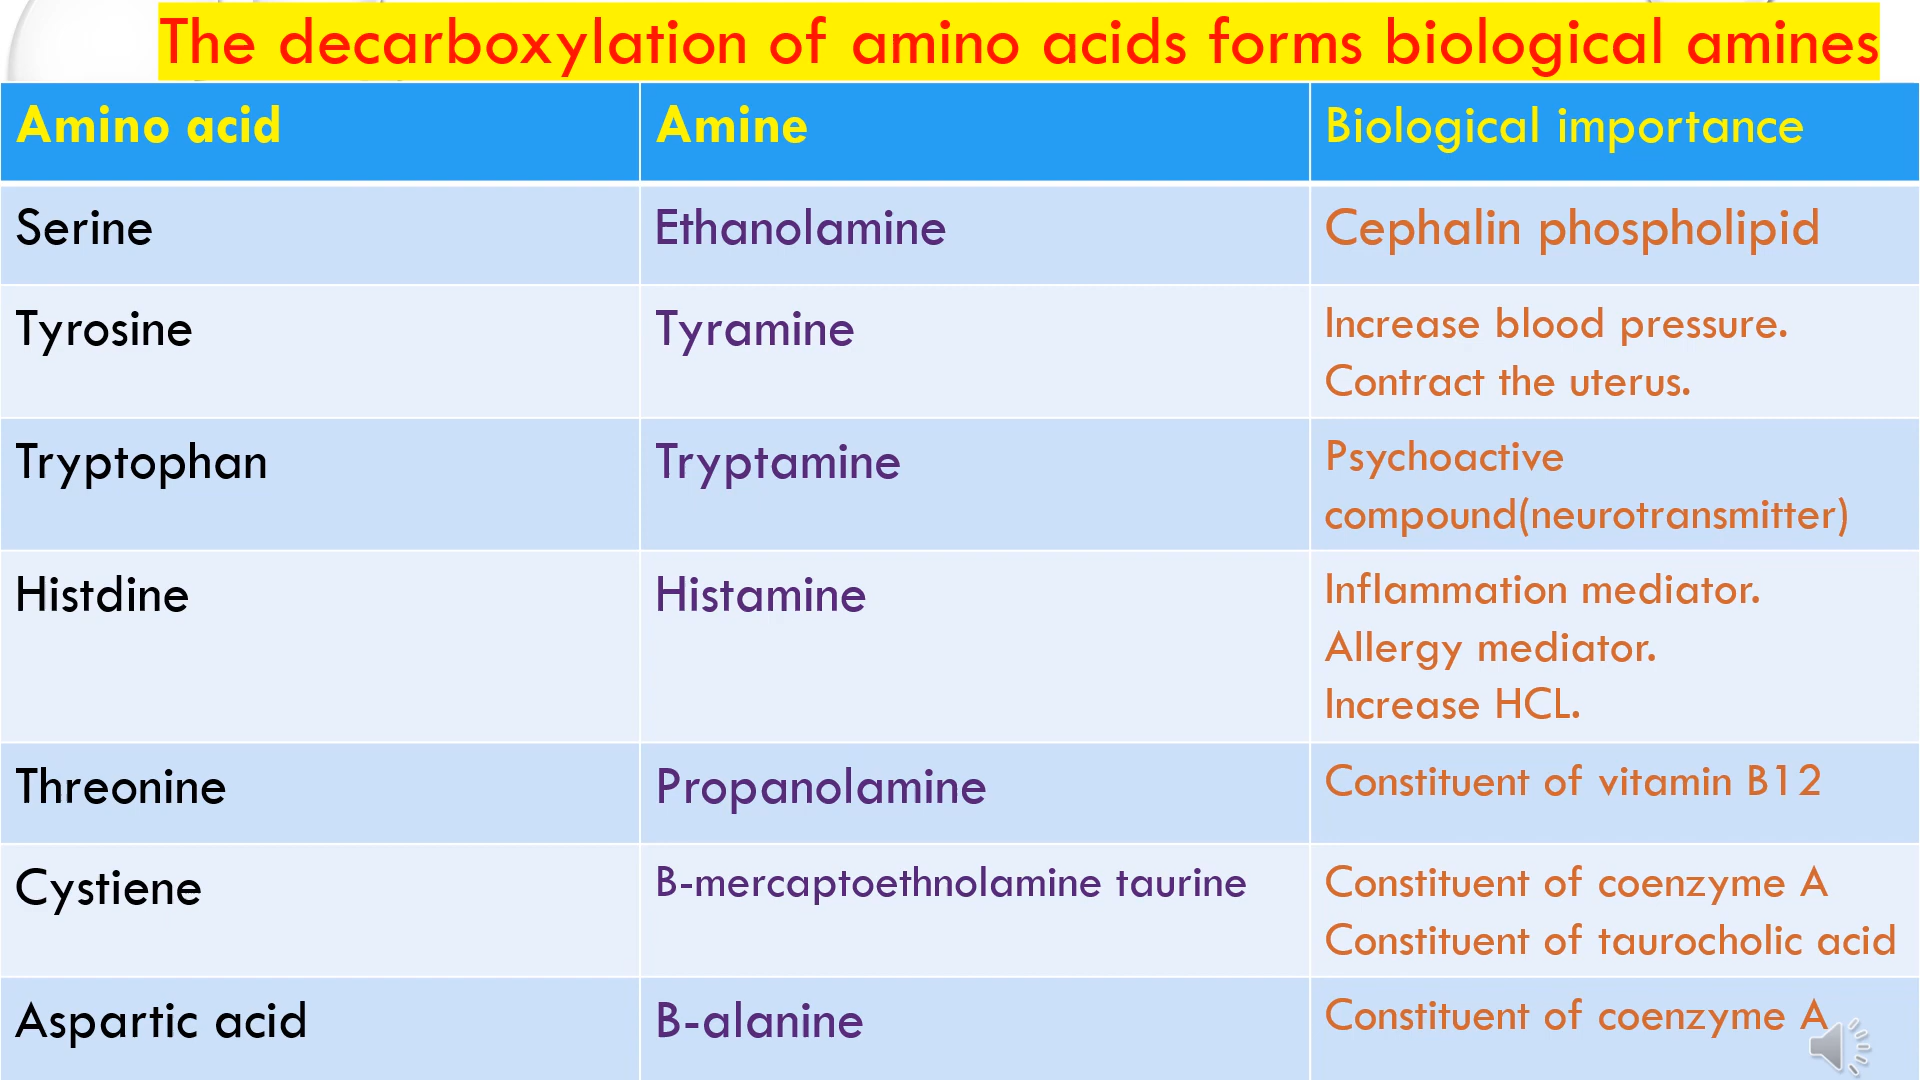 The decarboxylation of amino acids forms biological amines
Amino acid
Amine
Biological importance
Serine
Ethanolamine
Cephalin phospholipid
Tyrosine
Tyramine
Increase blood pressure.
Contract the uterus.
Tryptophan
Tryptamine
Psychoactive
compound(neurotransmitter)
Histdine
Histamine
Inflammation mediator.
Allergy mediator.
Increase HCL.
Threonine
Propanolamine
Constituent of vitamin B12
Cystiene
B-mercaptoethnolamine taurine
Constituent of coenzyme A
Constituent of taurocholic acid
Aspartic acid
B-alanine
Constituent of coenzyme A